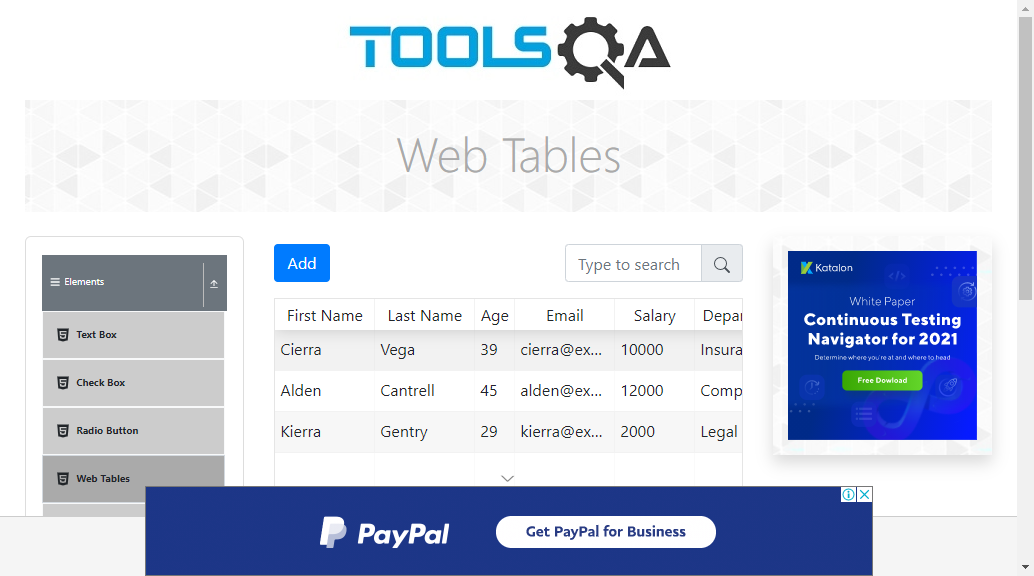 TOOLSQA
Web Tables
Elements
Text Box
Check Box
Radio Button
Web Tables
Add
Type to search
First Name Last Name Age Email Salary Depar
Cierra Vega 39 cierra@ex... 10000 Insura
Alden Cantrell 45 alden@ex... 12000 Comp
Kierra Gentry 29 kierra@ex... 2000 Legal
Katalon
White Paper
Continuous Testing
Navigator for 2021
Determine where you're at and where to head
Free Dowload
PayPal
Get PayPal for Business